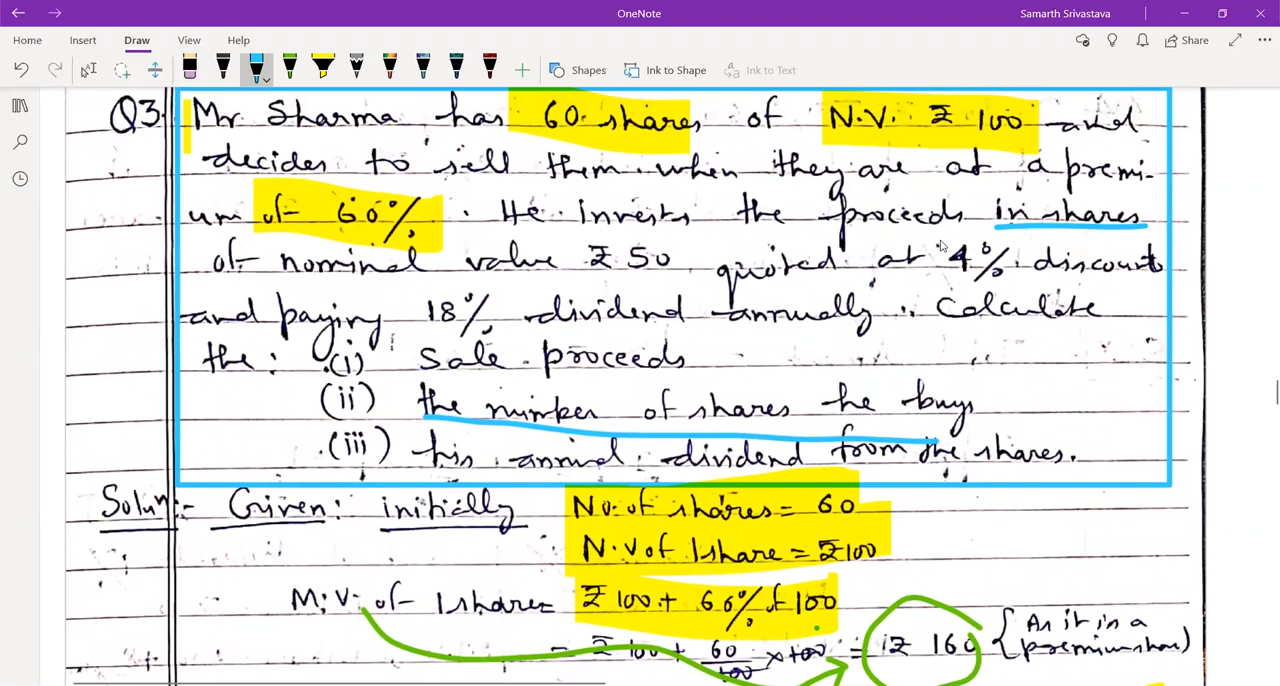 OneNote
Samarth Srivastava
Home Insert Draw View Help
Share
Shapes Ink to Shape Ink to Text
Q3. Mr Sharma has 60 shares of N.V. ₹ 100 and
decides to sell them when they are at a premi-
um of 60%. He invests the proceeds in shares
of nominal value ₹ 50 quoted at 4% discount
and paying 18% dividend annually. Calculate
the: (i) Sale proceeds
(ii) the number of shares he buys
(iii) his annual dividend from the shares.
Solun:- Given: initially No. of shares = 60
N.V of 1 share = ₹100
M.V. of 1 share = ₹ 100 + 60% of 100
= ₹ 100 + 60/100 × 100 = ₹ 160 {As it is a
premium share}